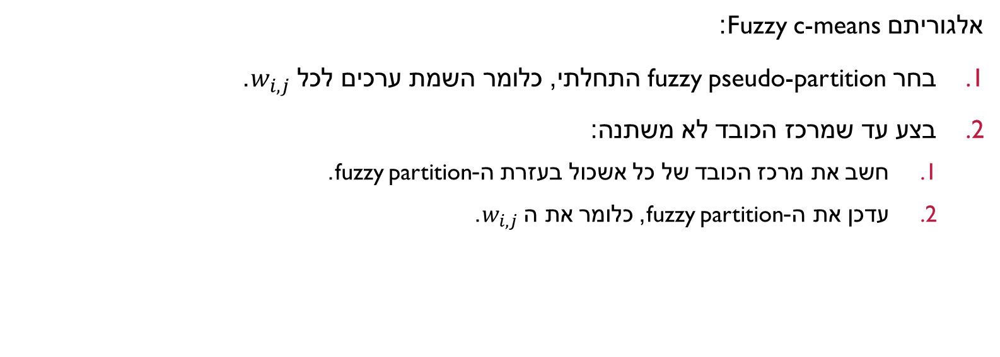 אלגוריתם Fuzzy c-means:
1. בחר fuzzy pseudo-partition התחלתי, כלומר השמת ערכים לכל $w_{i,j}$.
2. בצע עד שמרכז הכובד לא משתנה:
1. חשב את מרכז הכובד של כל אשכול בעזרת ה-fuzzy partition.
2. עדכן את ה-fuzzy partition, כלומר את ה $w_{i,j}$.